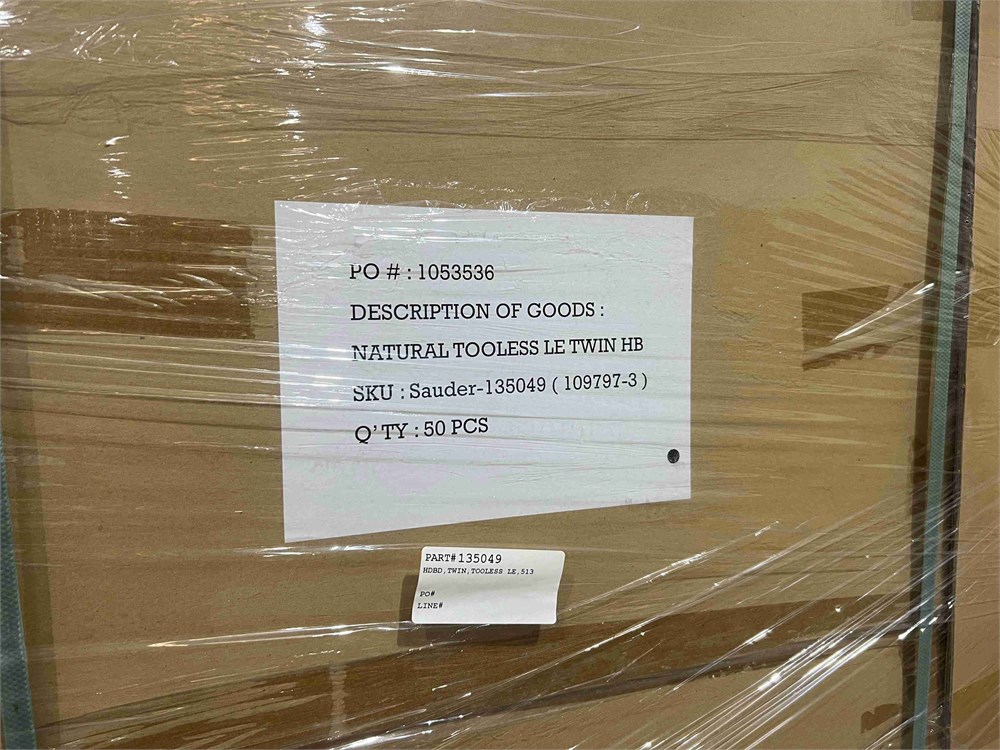 PO # : 1053536
DESCRIPTION OF GOODS :
NATURAL TOOLESS LE TWIN HB
SKU : Sauder-135049 ( 109797-3 )
Q'TY : 50 PCS
PART# 135049
HDBD, TWIN, TOOLESS LE, 513
PO#
LINE#